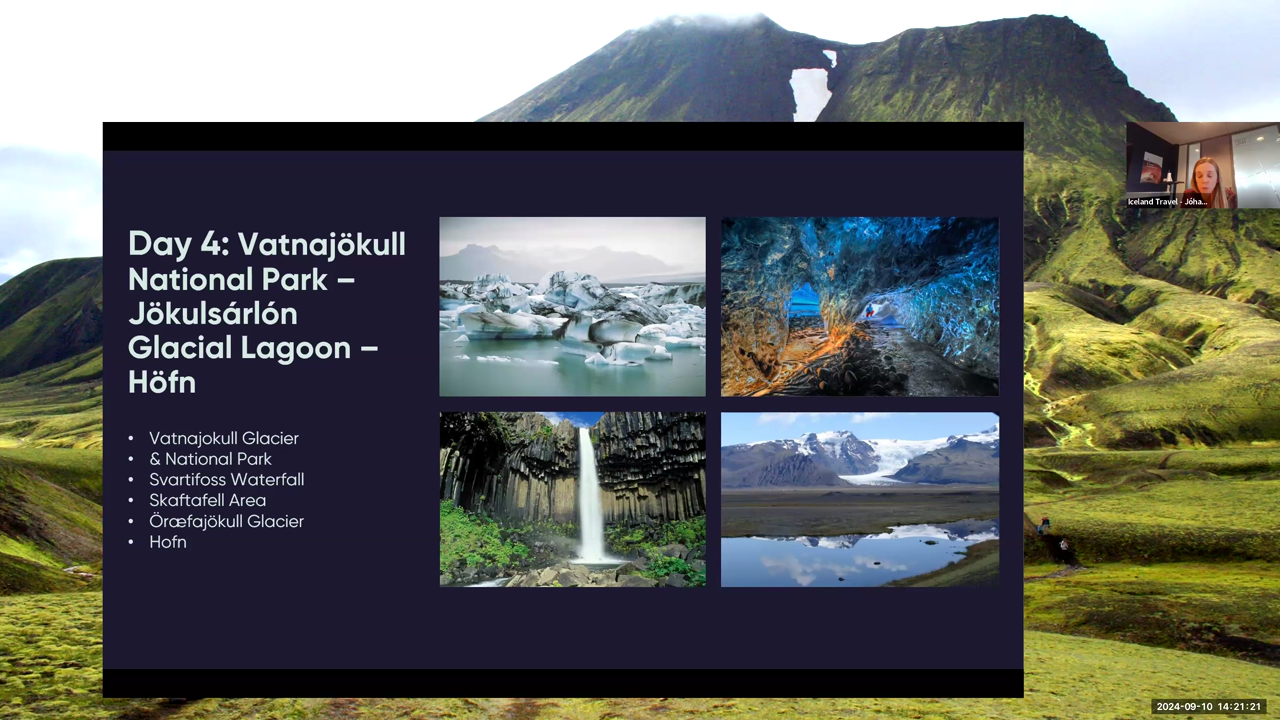 Day 4: Vatnajökull
National Park –
Jökulsárlón
Glacial Lagoon –
Höfn
• Vatnajokull Glacier
• & National Park
• Svartifoss Waterfall
• Skaftafell Area
• Öræfajökull Glacier
• Hofn
Iceland Travel - Jóha...
2024-09-10 14:21:21